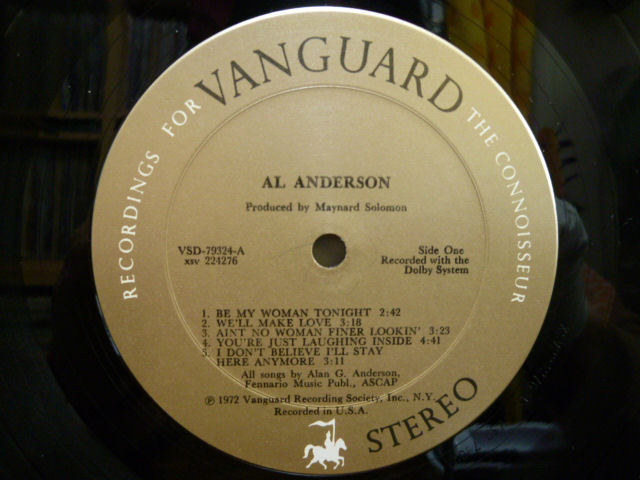 RECORDINGS FOR VANGUARD THE CONNOISSEUR
AL ANDERSON
Produced by Maynard Solomon
VSD-79324-A
XSV 224276
Side One
Recorded with the
Dolby System
1. BE MY WOMAN TONIGHT 2:42
2. WE'LL MAKE LOVE 3:18
3. AINT NO WOMAN FINER LOOKIN' 3:23
4. YOU'RE JUST LAUGHING INSIDE 4:41
5. I DON'T BELIEVE I'LL STAY
HERE ANYMORE 3:11
All songs by Alan G. Anderson,
Fennario Music Publ., ASCAP
℗ 1972 Vanguard Recording Society, Inc., N.Y.
Recorded in U.S.A.
STEREO